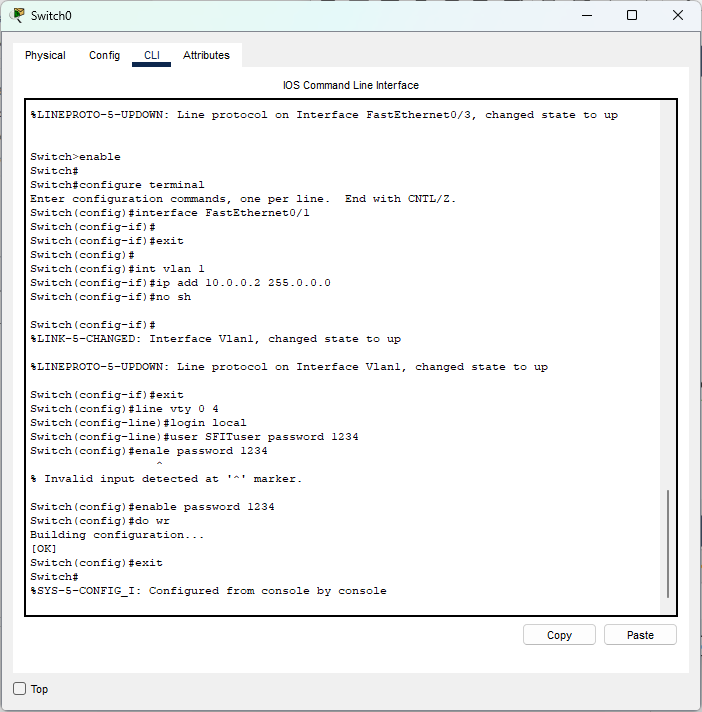 Switch0
Physical Config CLI Attributes
IOS Command Line Interface
%LINEPROTO-5-UPDOWN: Line protocol on Interface FastEthernet0/3, changed state to up
Switch>enable
Switch#
Switch#configure terminal
Enter configuration commands, one per line.  End with CNTL/Z.
Switch(config)#interface FastEthernet0/1
Switch(config-if)#
Switch(config-if)#exit
Switch(config)#
Switch(config)#int vlan 1
Switch(config-if)#ip add 10.0.0.2 255.0.0.0
Switch(config-if)#no sh
Switch(config-if)#
%LINK-5-CHANGED: Interface Vlan1, changed state to up
%LINEPROTO-5-UPDOWN: Line protocol on Interface Vlan1, changed state to up
Switch(config-if)#exit
Switch(config)#line vty 0 4
Switch(config-line)#login local
Switch(config-line)#user SFITuser password 1234
Switch(config)#enale password 1234
^
% Invalid input detected at '^' marker.
Switch(config)#enable password 1234
Switch(config)#do wr
Building configuration...
[OK]
Switch(config)#exit
Switch#
%SYS-5-CONFIG_I: Configured from console by console
Copy Paste
Top